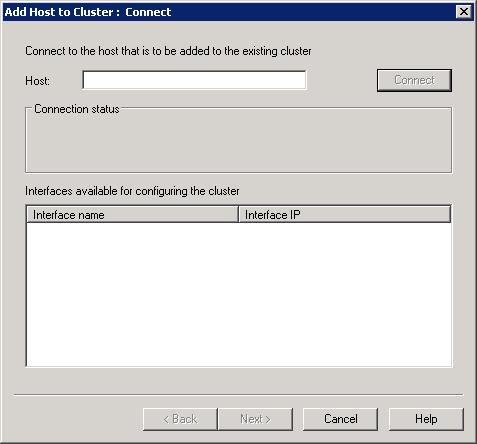 Add Host to Cluster : Connect
Connect to the host that is to be added to the existing cluster
Host:
Connect
Connection status
Interfaces available for configuring the cluster
Interface name Interface IP
< Back Next > Cancel Help